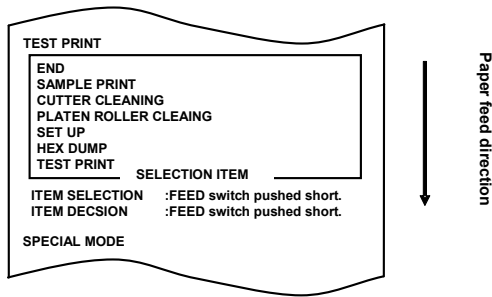 TEST PRINT
END
SAMPLE PRINT
CUTTER CLEANING
PLATEN ROLLER CLEAING
SET UP
HEX DUMP
TEST PRINT
SELECTION ITEM
ITEM SELECTION :FEED switch pushed short.
ITEM DECSION :FEED switch pushed short.
SPECIAL MODE
Paper feed direction